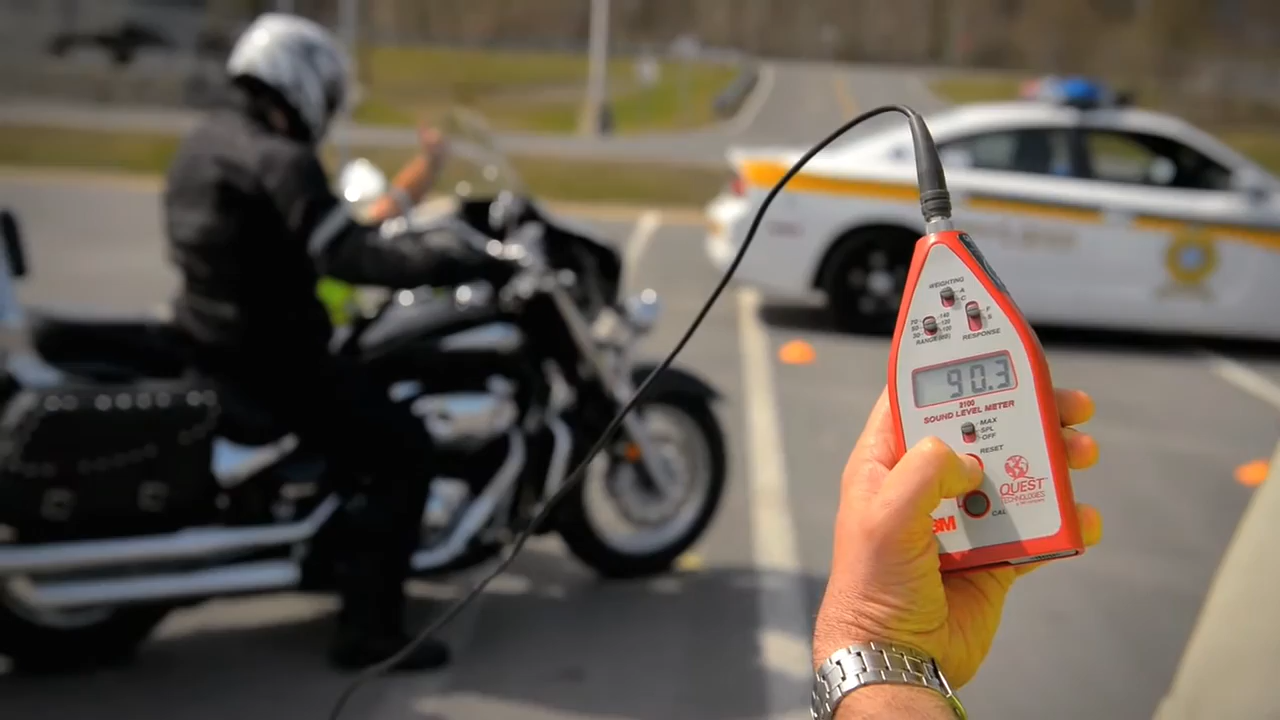 WEIGHTING
A
C
F
S
RESPONSE
70 140
50 120
30 100
RANGE(dB)
90.3
2100
SOUND LEVEL METER
MAX
SPL
OFF
RESET
QUEST
TECHNOLOGIES
CAL
3M